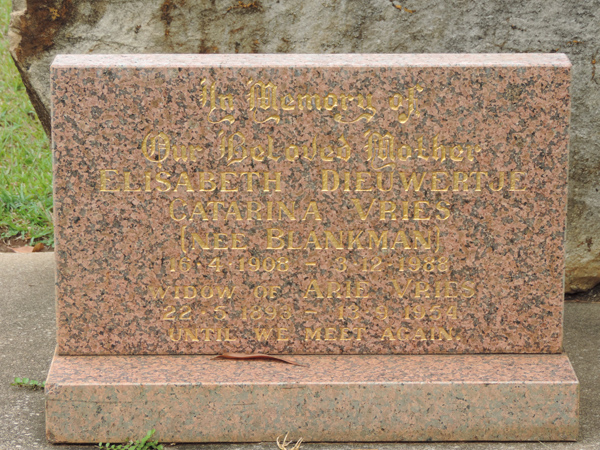 In Memory of
Our Beloved Mother
ELISABETH DIEUWERTJE
CATARINA VRIES
(NEE BLANKMAN)
16·4·1908 - 3·12·1988
WIDOW OF ARIE VRIES
22·5·1895 - 13·9·1954
UNTIL WE MEET AGAIN.